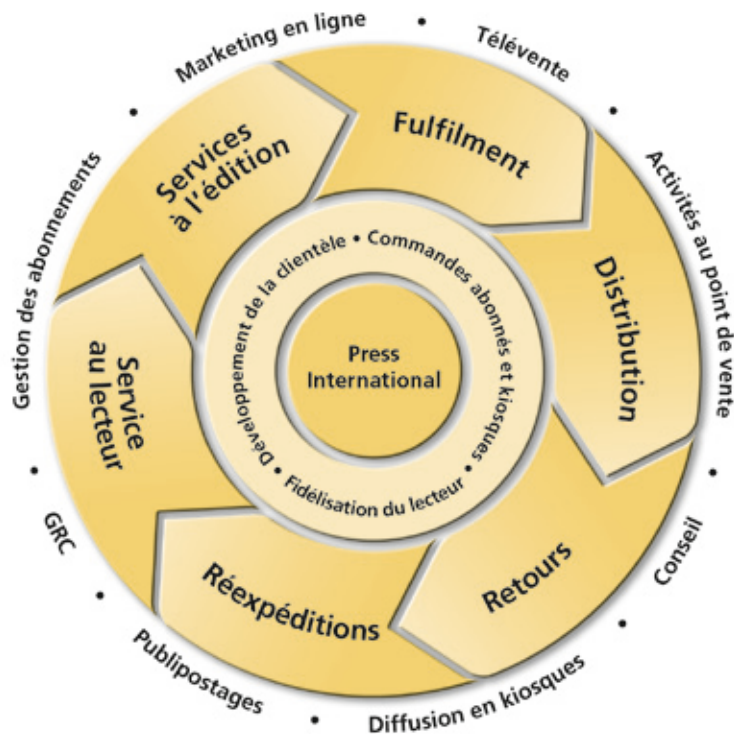 Marketing en ligne • Télévente • Activités au point de vente • Conseil • Diffusion en kiosques • Publipostages • GRC • Gestion des abonnements •
Services
à l'édition
Fulfilment
Distribution
Retours
Réexpéditions
Service
au lecteur
Développement de la clientèle • Commandes abonnés et kiosques • Fidélisation du lecteur •
Press
International